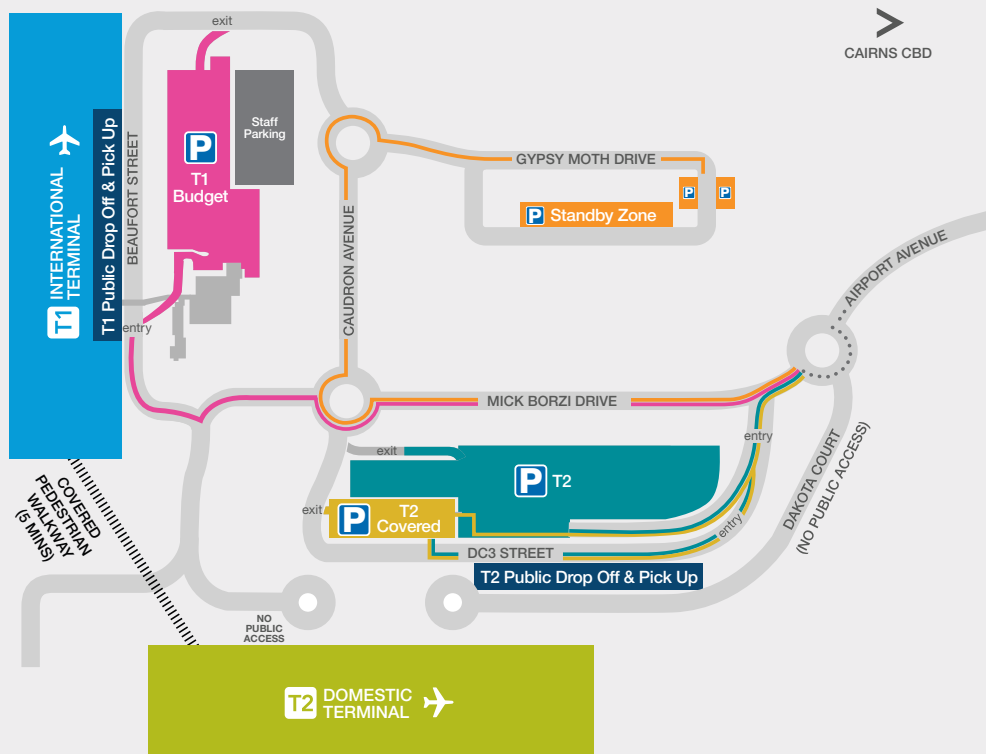 exit
CAIRNS CBD
Staff
Parking
P
T1
Budget
T1 INTERNATIONAL
TERMINAL
T1 Public Drop Off & Pick Up
BEAUFORT STREET
entry
GYPSY MOTH DRIVE
P
P
P Standby Zone
CAUDRON AVENUE
AIRPORT AVENUE
MICK BORZI DRIVE
entry
exit
P T2
DAKOTA COURT
(NO PUBLIC ACCESS)
exit
P T2
Covered
entry
DC3 STREET
T2 Public Drop Off & Pick Up
COVERED
PEDESTRIAN
WALKWAY
(5 MINS)
NO
PUBLIC
ACCESS
T2 DOMESTIC
TERMINAL